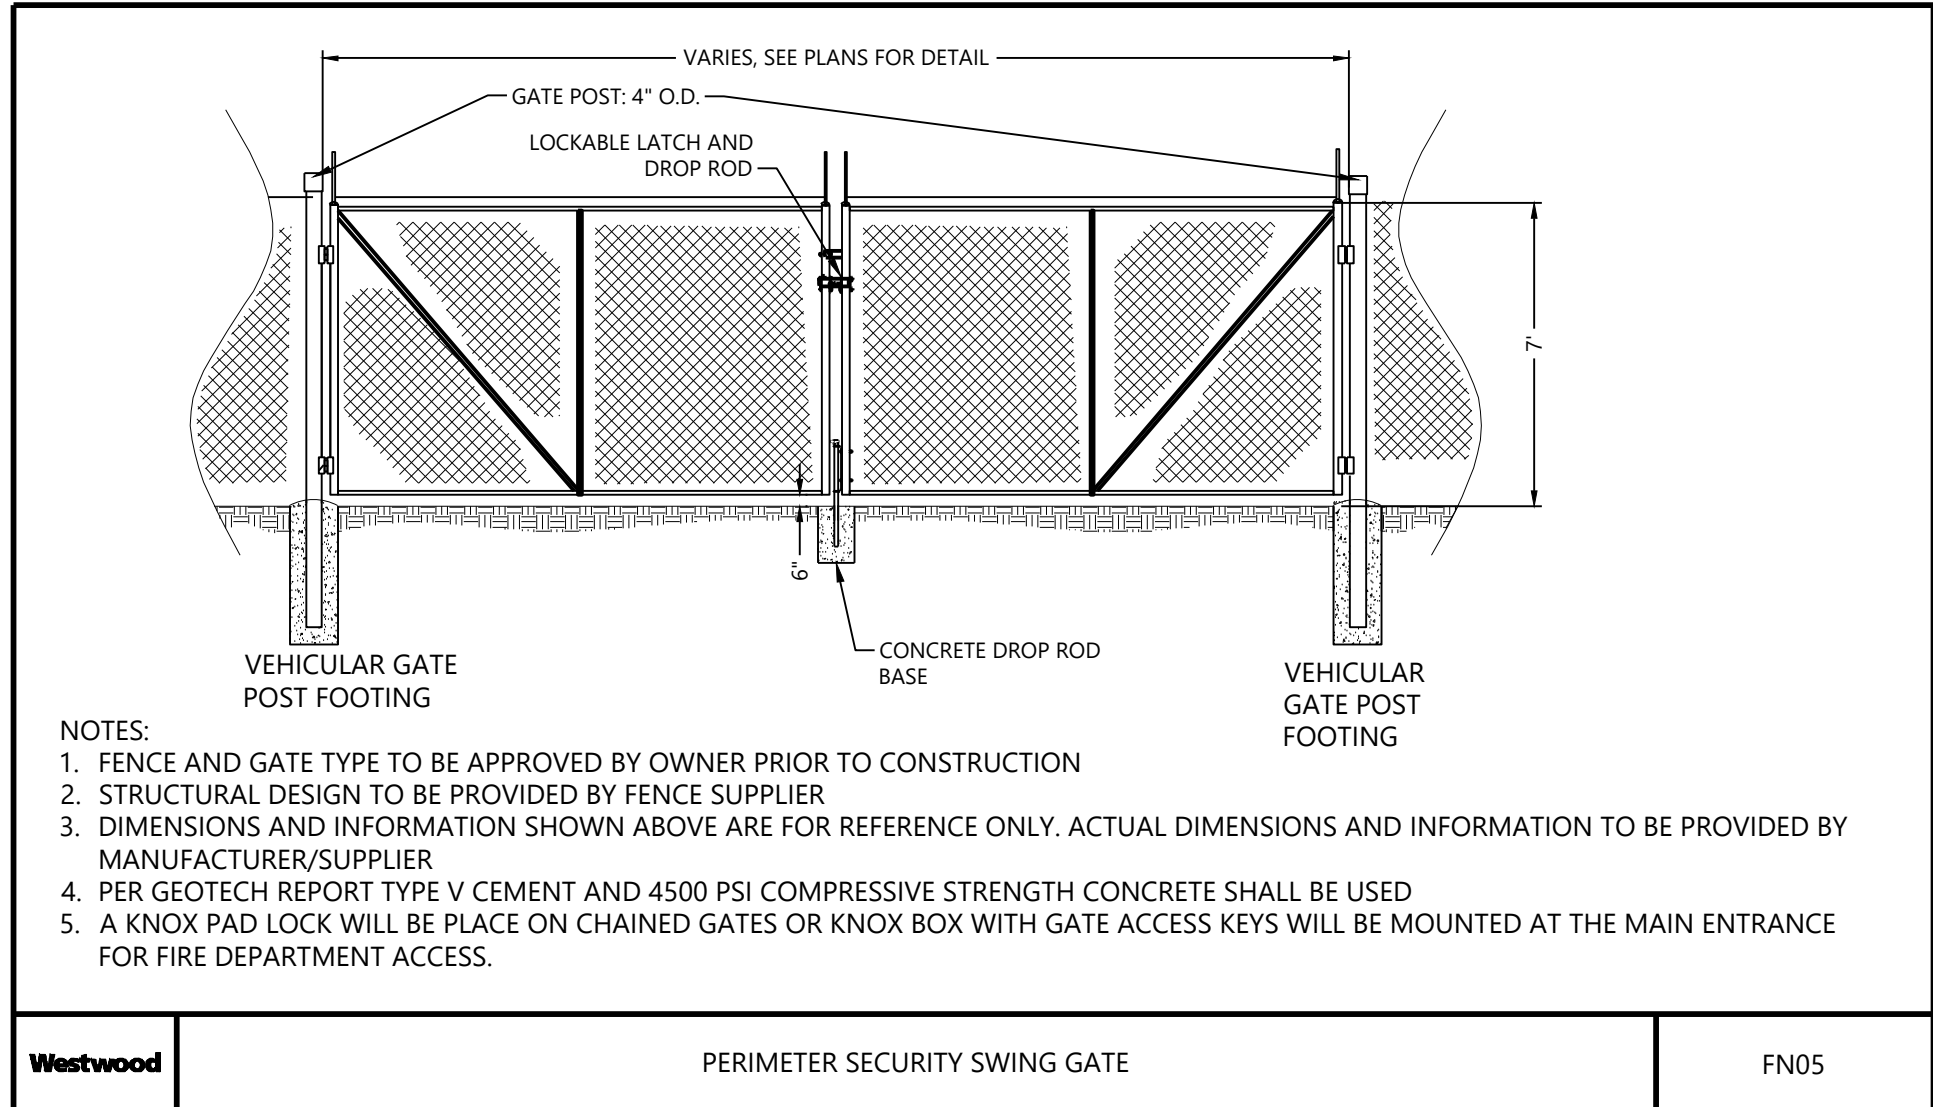 VARIES, SEE PLANS FOR DETAIL
GATE POST: 4" O.D.
LOCKABLE LATCH AND
DROP ROD
7'
6"
CONCRETE DROP ROD
BASE
VEHICULAR GATE
POST FOOTING
VEHICULAR
GATE POST
FOOTING
NOTES:
1. FENCE AND GATE TYPE TO BE APPROVED BY OWNER PRIOR TO CONSTRUCTION
2. STRUCTURAL DESIGN TO BE PROVIDED BY FENCE SUPPLIER
3. DIMENSIONS AND INFORMATION SHOWN ABOVE ARE FOR REFERENCE ONLY. ACTUAL DIMENSIONS AND INFORMATION TO BE PROVIDED BY
MANUFACTURER/SUPPLIER
4. PER GEOTECH REPORT TYPE V CEMENT AND 4500 PSI COMPRESSIVE STRENGTH CONCRETE SHALL BE USED
5. A KNOX PAD LOCK WILL BE PLACE ON CHAINED GATES OR KNOX BOX WITH GATE ACCESS KEYS WILL BE MOUNTED AT THE MAIN ENTRANCE
FOR FIRE DEPARTMENT ACCESS.
Westwood
PERIMETER SECURITY SWING GATE
FN05